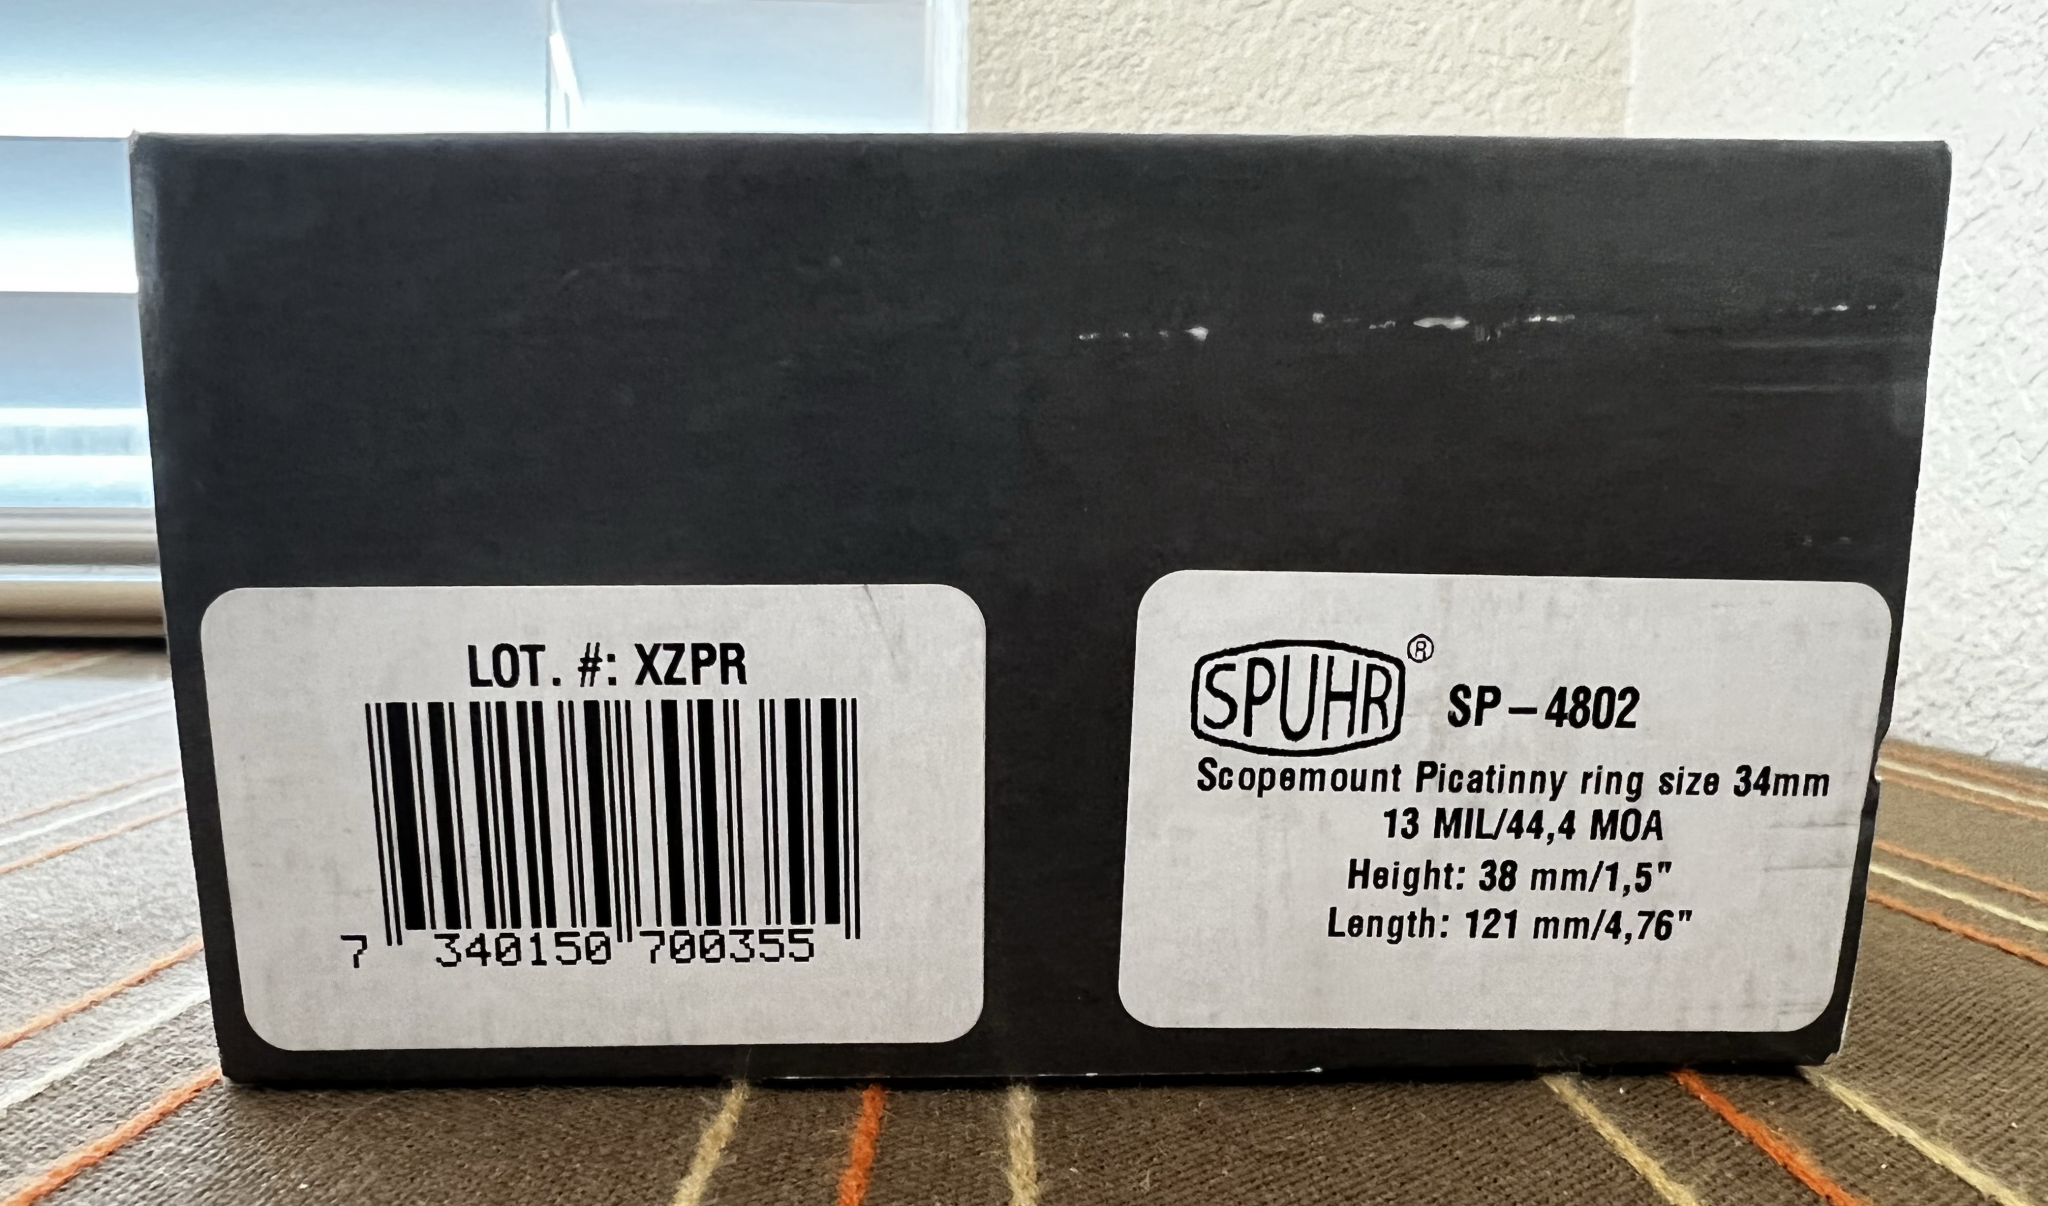 LOT. #: XZPR
7 340150 700355
SPUHR® SP-4802
Scopemount Picatinny ring size 34mm
13 MIL/44,4 MOA
Height: 38 mm/1,5"
Length: 121 mm/4,76"